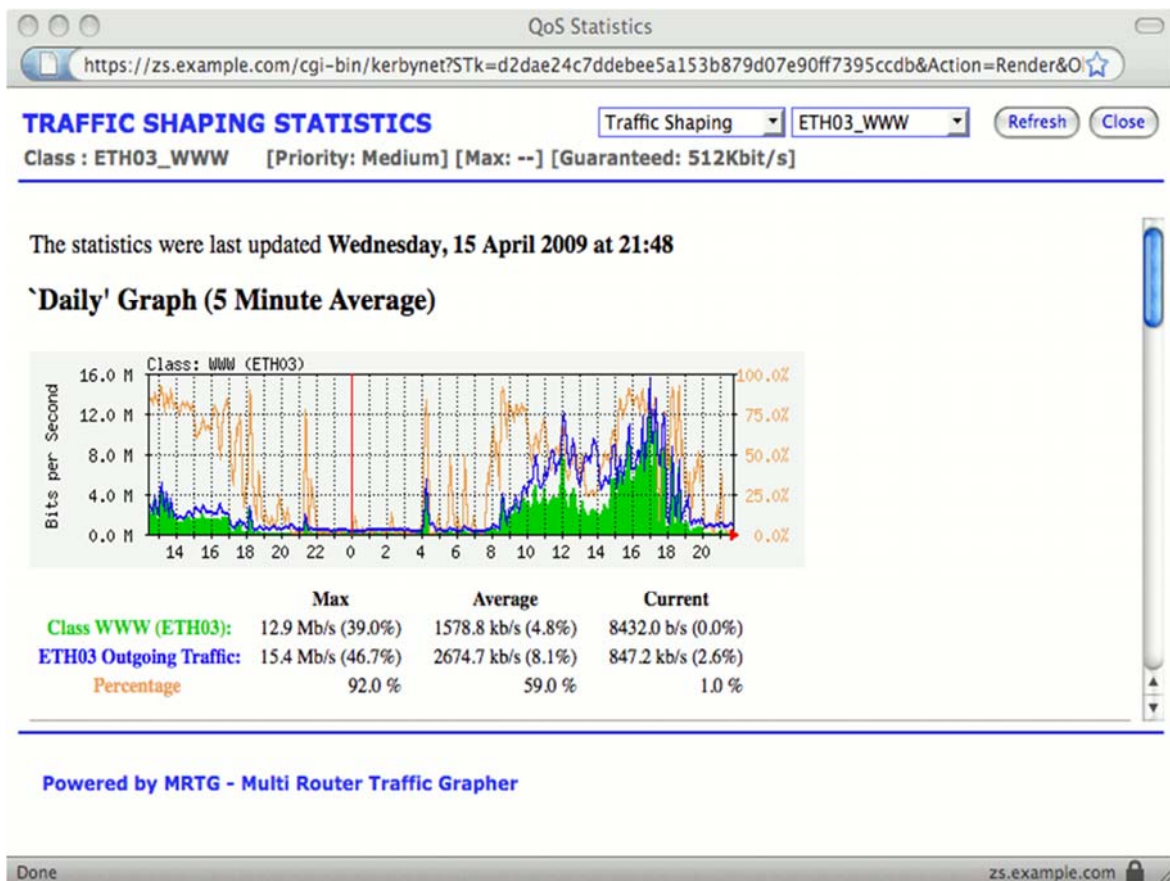 QoS Statistics
https://zs.example.com/cgi-bin/kerbynet?STk=d2dae24c7ddebee5a153b879d07e90ff7395ccdb&Action=Render&O
TRAFFIC SHAPING STATISTICS
Traffic Shaping
ETH03_WWW
Refresh
Close
Class : ETH03_WWW [Priority: Medium] [Max: --] [Guaranteed: 512Kbit/s]
The statistics were last updated Wednesday, 15 April 2009 at 21:48
`Daily' Graph (5 Minute Average)
Class: WWW (ETH03)
Bits per Second
16.0 M
12.0 M
8.0 M
4.0 M
0.0 M
100.0%
75.0%
50.0%
25.0%
0.0%
14 16 18 20 22 0 2 4 6 8 10 12 14 16 18 20
Max Average Current
Class WWW (ETH03): 12.9 Mb/s (39.0%) 1578.8 kb/s (4.8%) 8432.0 b/s (0.0%)
ETH03 Outgoing Traffic: 15.4 Mb/s (46.7%) 2674.7 kb/s (8.1%) 847.2 kb/s (2.6%)
Percentage 92.0 % 59.0 % 1.0 %
Powered by MRTG - Multi Router Traffic Grapher
Done
zs.example.com